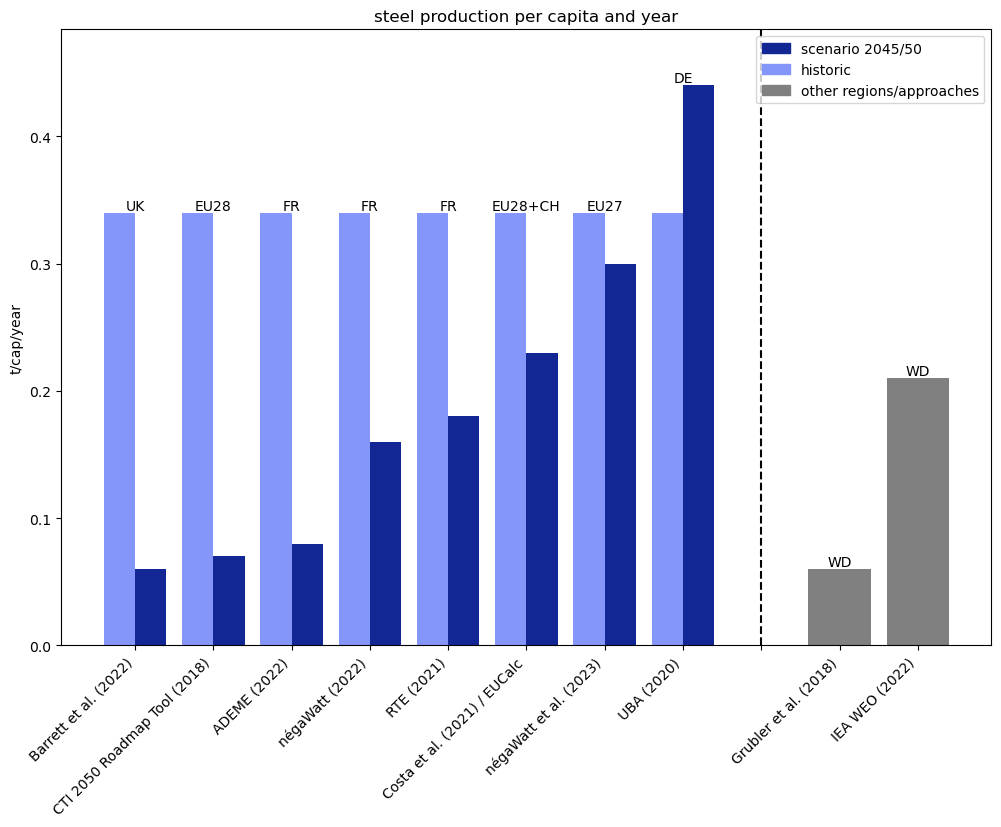 steel production per capita and year
scenario 2045/50
historic
other regions/approaches
DE
0.4
UK
EU28
FR
FR
FR
EU28+CH
EU27
0.3
t/cap/year
WD
0.2
0.1
WD
0.0
Barrett et al. (2022)
CTI 2050 Roadmap Tool (2018)
ADEME (2022)
négaWatt (2022)
RTE (2021)
Costa et al. (2021) / EUCalc
négaWatt et al. (2023)
UBA (2020)
Grubler et al. (2018)
IEA WEO (2022)